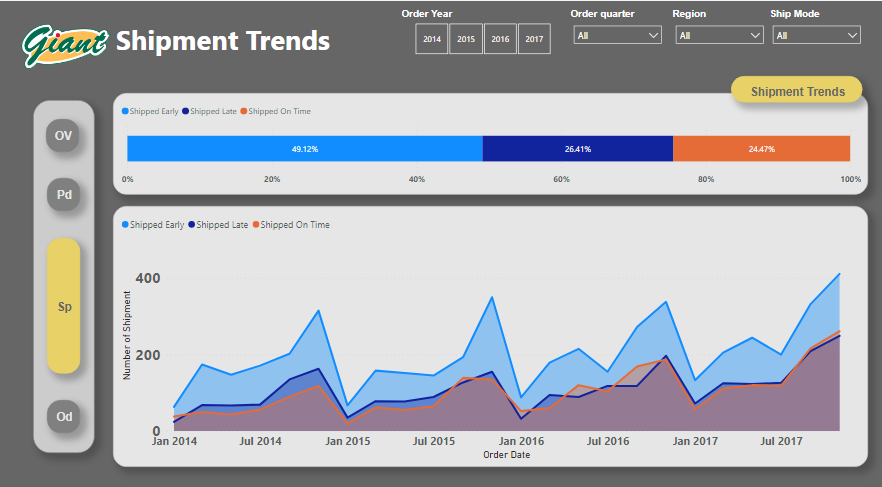 Giant
Shipment Trends
Order Year
2014 2015 2016 2017
Order quarter
All
Region
All
Ship Mode
All
Shipment Trends
OV
Pd
Sp
Od
Shipped Early Shipped Late Shipped On Time
49.12% 26.41% 24.47%
0% 20% 40% 60% 80% 100%
Shipped Early Shipped Late Shipped On Time
Number of Shipment
400
200
0
Jan 2014 Jul 2014 Jan 2015 Jul 2015 Jan 2016 Jul 2016 Jan 2017 Jul 2017
Order Date